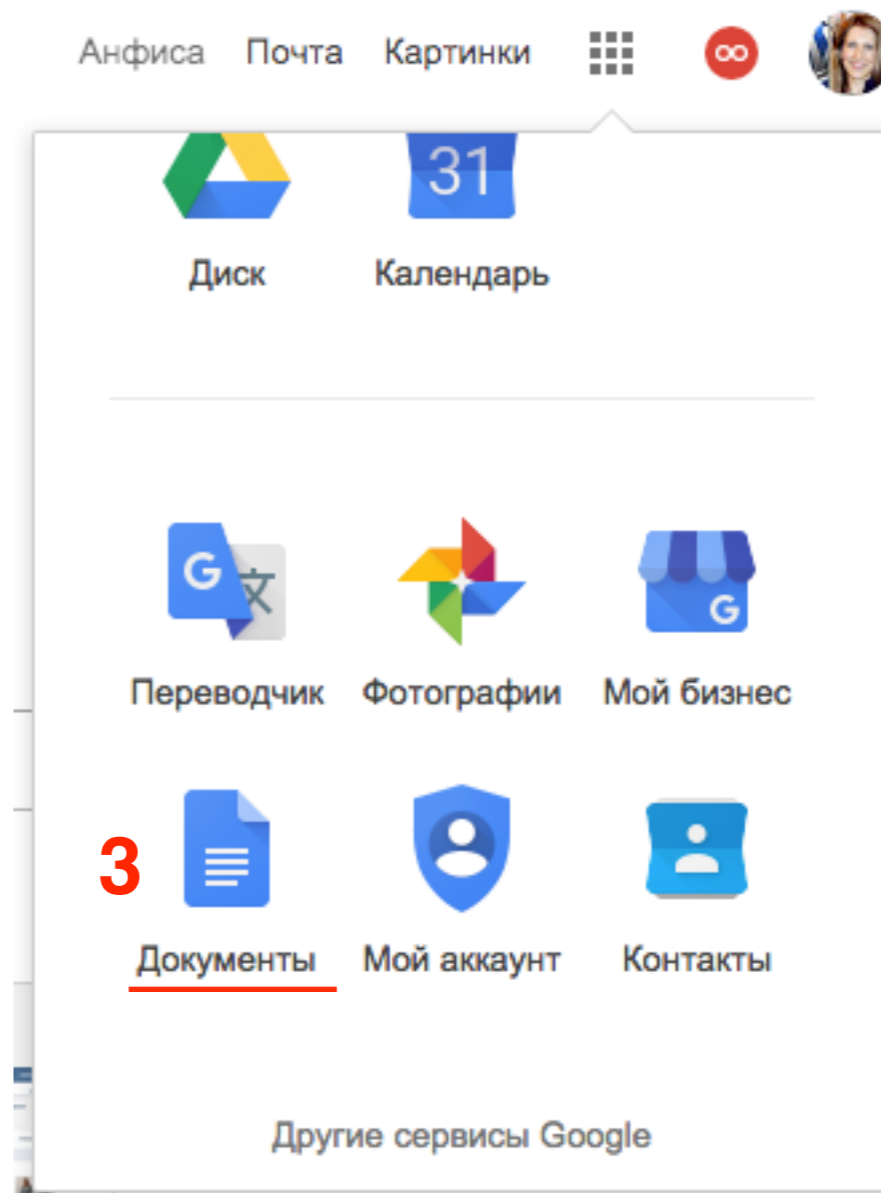 Анфиса Почта Картинки
31
Диск Календарь
G 文
G
Переводчик Фотографии Мой бизнес
3
Документы Мой аккаунт Контакты
Другие сервисы Google